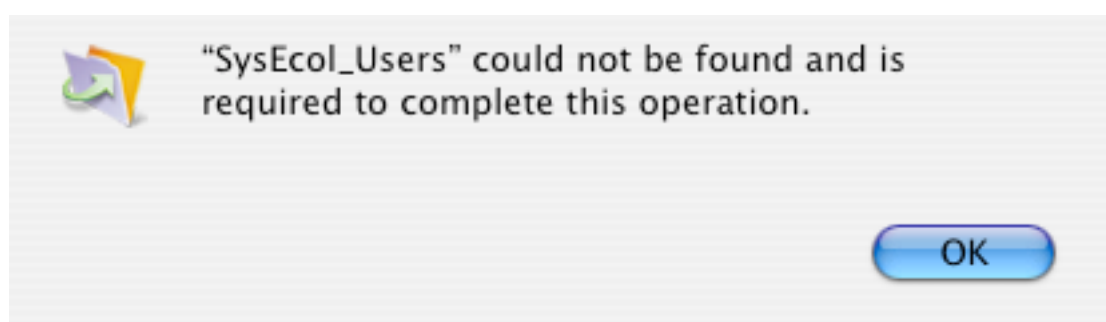 “SysEcol_Users” could not be found and is
required to complete this operation.
OK